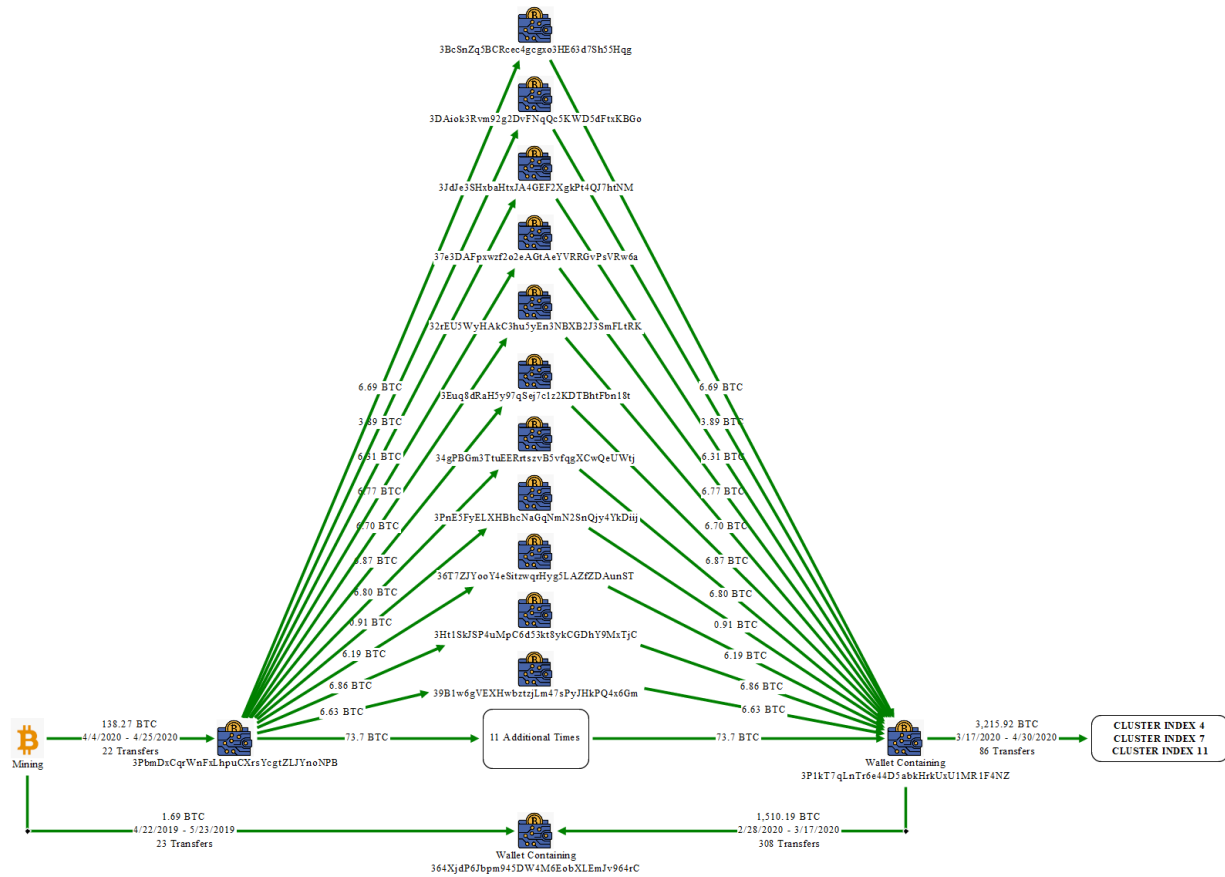 3BcSnZq5BCRcec4gcgxo3HE63d7Sh55Hqg
3DAiok3Rvm92g2DvFNqQc5KWD5dFtxKBGo
3JdJe3SHxbaHtxJA4GEF2XgkPt4QJ7htNM
37e3DAFpxwzf2o2eAGtAeYVRRGvPsVRw6a
32rEU5WyHAkC3hu5yEn3NBXB2J3SmFLtRK
3Euq8dRaH5y97qSej7c1z2KDTBhtFbn18t
34gPBGm3TtuEERrtszvB5vfqgXCwQeUWtj
3PnE5FyELXHBhcNaGqNmN2SnQjy4YkDiij
36T7ZJYooY4eSitzwqrHyg5LAZfZDAunST
3Ht1SkJSP4uMpC6d53kt8ykCGDhY9MxTjC
39B1w6gVEXHwbztzjLm47sPyJHkPQ4x6Gm
6.69 BTC
3.89 BTC
6.31 BTC
6.77 BTC
6.70 BTC
6.87 BTC
6.80 BTC
0.91 BTC
6.19 BTC
6.86 BTC
6.63 BTC
73.7 BTC
6.69 BTC
3.89 BTC
6.31 BTC
6.77 BTC
6.70 BTC
6.87 BTC
6.80 BTC
0.91 BTC
6.19 BTC
6.86 BTC
6.63 BTC
73.7 BTC
11 Additional Times
Mining
138.27 BTC
4/4/2020 - 4/25/2020
22 Transfers
3PbmDxCqrWnFxLhpuCXrsYcgtZLJYnoNPB
Wallet Containing
3P1kT7qLnTr6e44D5abkHrkUxU1MR1F4NZ
3,215.92 BTC
3/17/2020 - 4/30/2020
86 Transfers
CLUSTER INDEX 4
CLUSTER INDEX 7
CLUSTER INDEX 11
1.69 BTC
4/22/2019 - 5/23/2019
23 Transfers
1,510.19 BTC
2/28/2020 - 3/17/2020
308 Transfers
Wallet Containing
364XjdP6Jbpm945DW4M6EobXLEmJv964rC